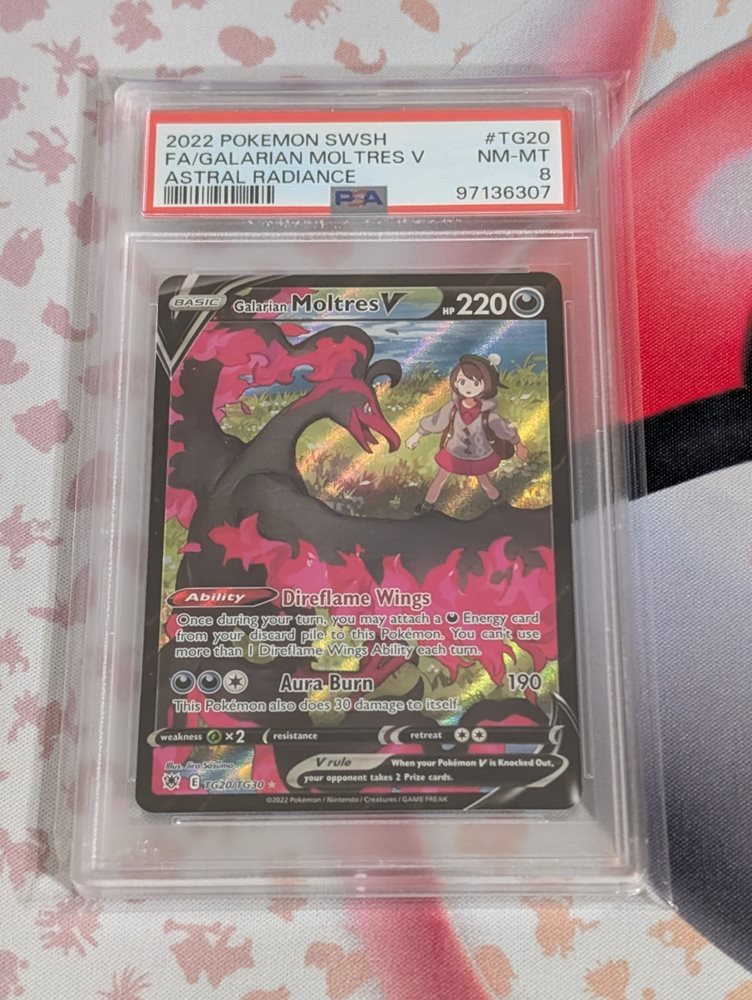 2022 POKEMON SWSH #TG20
FA/GALARIAN MOLTRES V NM-MT
ASTRAL RADIANCE 8
PSA 97136307
BASIC Galarian Moltres V HP 220
Ability Direflame Wings
Once during your turn, you may attach a Energy card
from your discard pile to this Pokémon. You can't use
more than 1 Direflame Wings Ability each turn.
Aura Burn 190
This Pokémon also does 30 damage to itself.
weakness ×2 resistance retreat
V rule When your Pokémon V is Knocked Out,
your opponent takes 2 Prize cards.
Illus. Jiro Sasumo
E TG20/TG30
©2022 Pokémon / Nintendo / Creatures / GAME FREAK